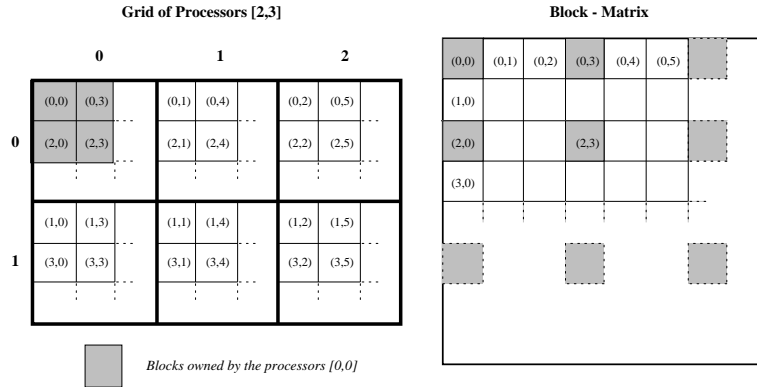 Grid of Processors [2,3]
0 1 2
0
(0,0) (0,3) (0,1) (0,4) (0,2) (0,5)
(2,0) (2,3) (2,1) (2,4) (2,2) (2,5)
1
(1,0) (1,3) (1,1) (1,4) (1,2) (1,5)
(3,0) (3,3) (3,1) (3,4) (3,2) (3,5)
Blocks owned by the processors [0,0]
Block - Matrix
(0,0) (0,1) (0,2) (0,3) (0,4) (0,5)
(1,0)
(2,0) (2,3)
(3,0)